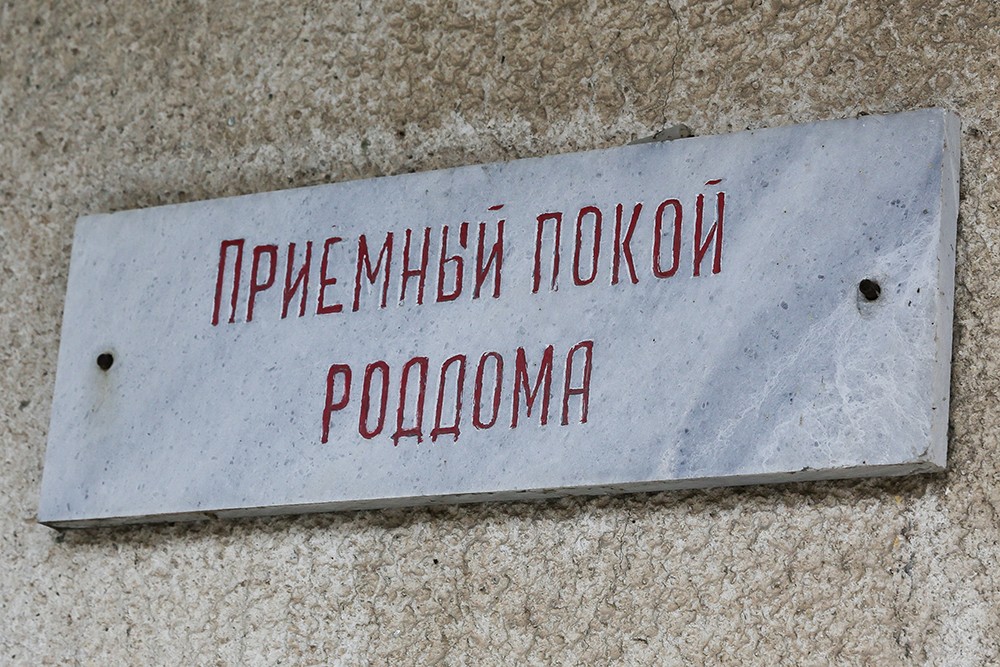 Приемный покой
роддома